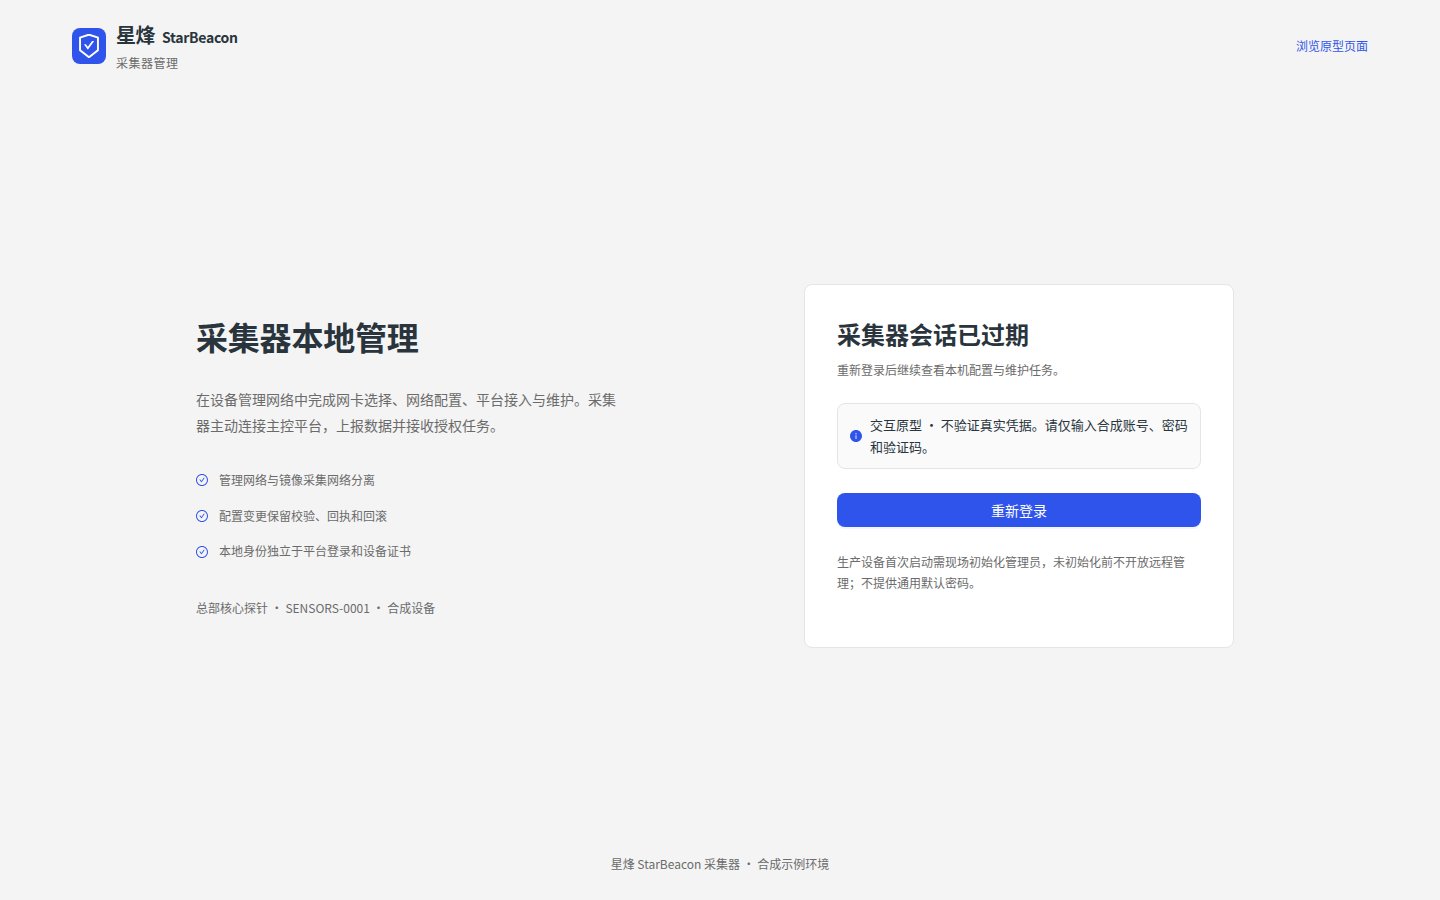 星烽 StarBeacon
采集器管理
浏览原型页面
采集器本地管理
在设备管理网络中完成网卡选择、网络配置、平台接入与维护。采集
器主动连接主控平台，上报数据并接收授权任务。
管理网络与镜像采集网络分离
配置变更保留校验、回执和回滚
本地身份独立于平台登录和设备证书
总部核心探针 · SENSORS-0001 · 合成设备
采集器会话已过期
重新登录后继续查看本机配置与维护任务。
交互原型 · 不验证真实凭据。请仅输入合成账号、密码
和验证码。
重新登录
生产设备首次启动需现场初始化管理员，未初始化前不开放远程管
理；不提供通用默认密码。
星烽 StarBeacon 采集器 · 合成示例环境